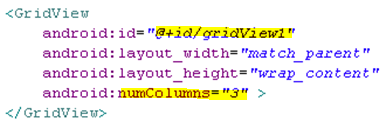 <GridView
android:id="@+id/gridView1"
android:layout_width="match_parent"
android:layout_height="wrap_content"
android:numColumns="3" >
</GridView>